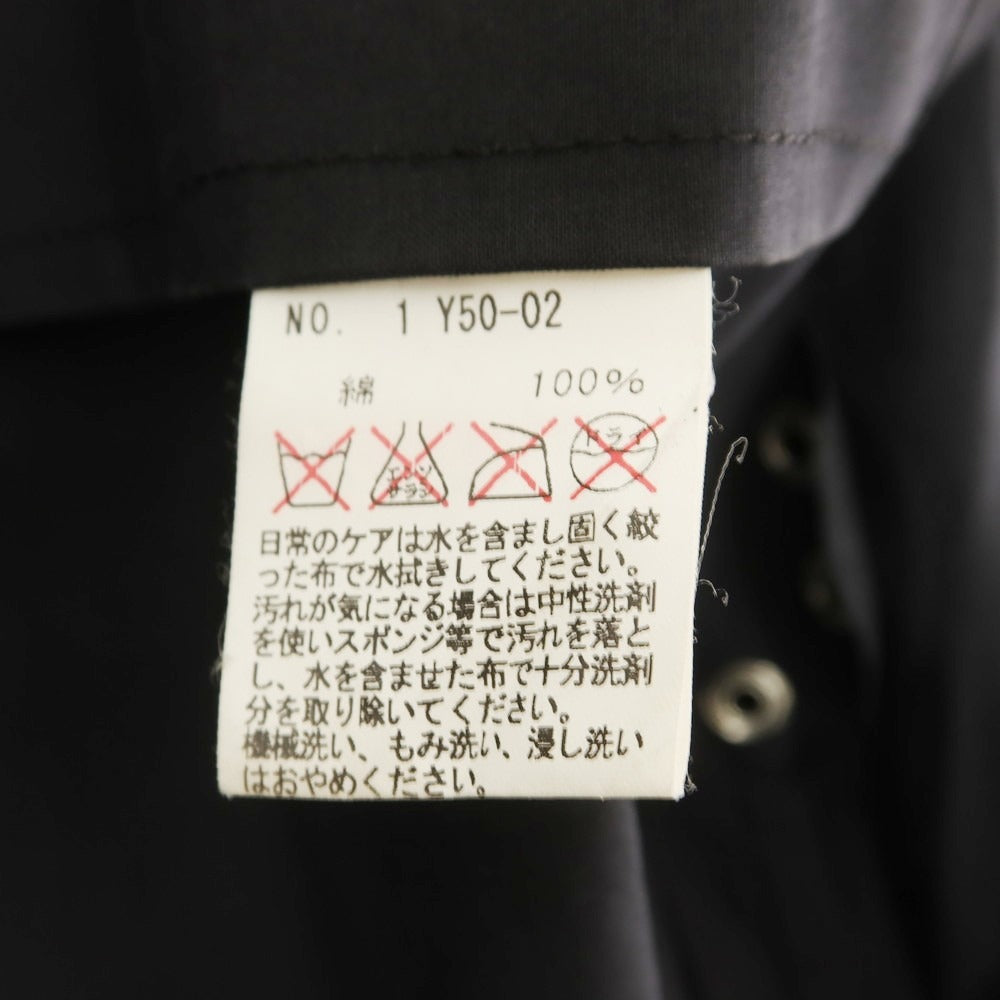 NO. 1 Y50-02
綿 100%
エンソ サラシ ドライ
日常のケアは水を含まし固く絞
った布で水拭きしてください。
汚れが気になる場合は中性洗剤
を使いスポンジ等で汚れを落と
し、水を含ませた布で十分洗剤
分を取り除いてください。
機械洗い、もみ洗い、浸し洗い
はおやめください。